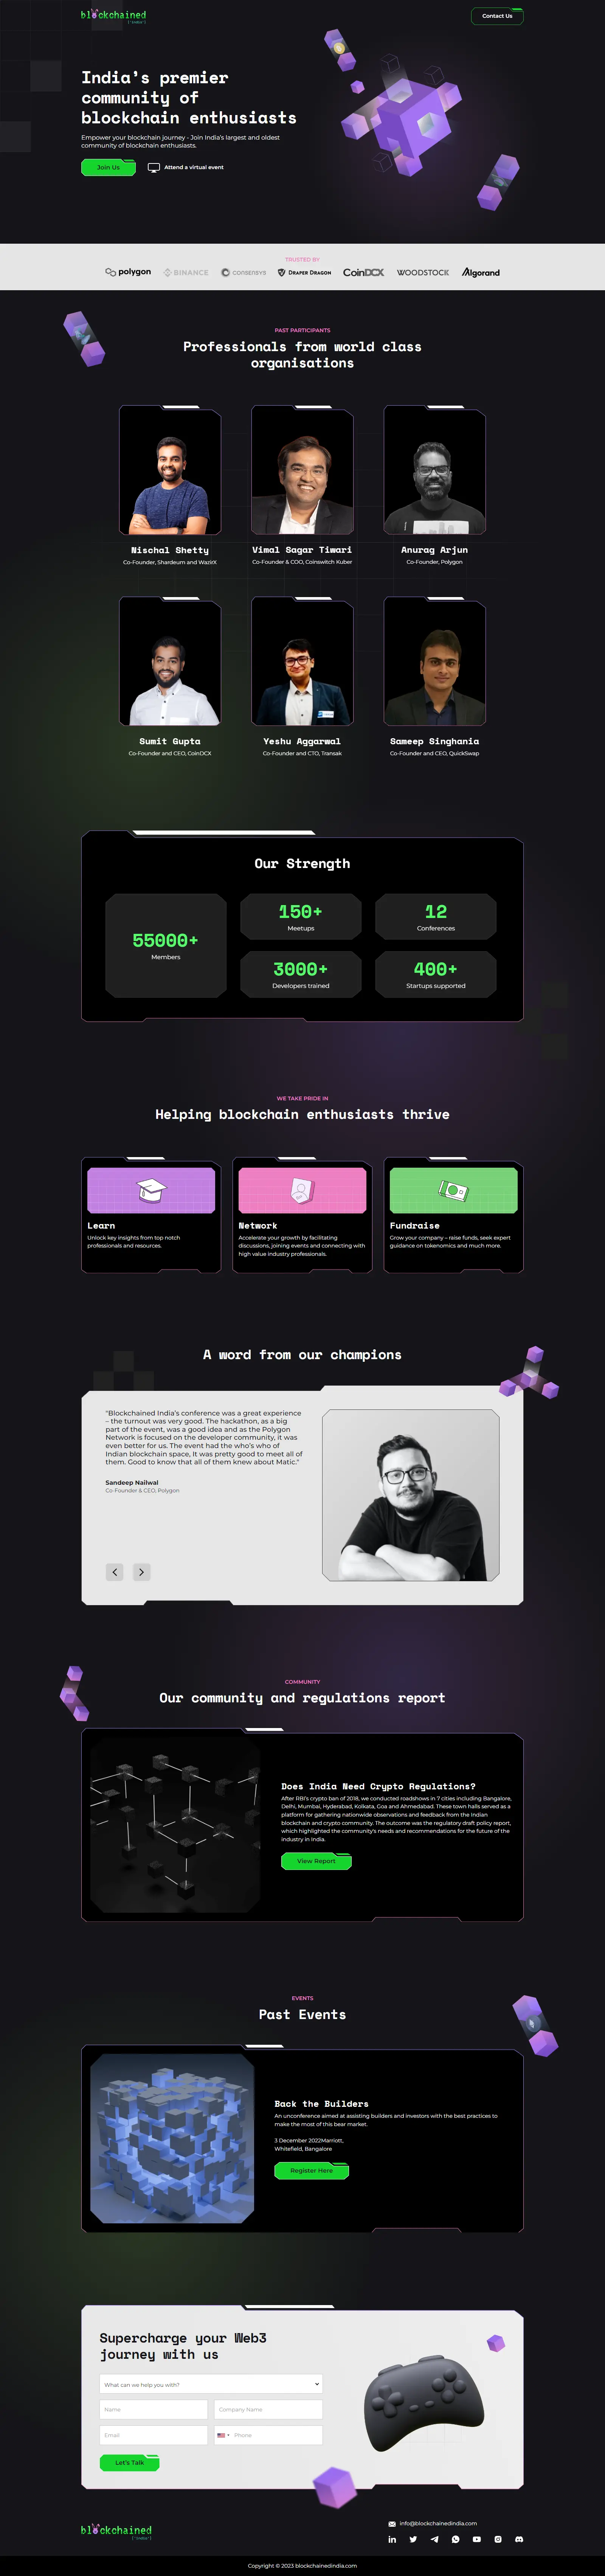 blockchained
[‘india’]
Contact Us
India's premier
community of
blockchain enthusiasts
Empower your blockchain journey - Join India's largest and oldest
community of blockchain enthusiasts.
Join Us
Attend a virtual event
TRUSTED BY
polygon
BINANCE
CONSENSYS
DRAPER DRAGON
CoinDCX
WOODSTOCK
Algorand
PAST PARTICIPANTS
Professionals from world class
organisations
Nischal Shetty
Co-Founder, Shardeum and WazirX
Vimal Sagar Tiwari
Co-Founder & COO, Coinswitch Kuber
Anurag Arjun
Co-Founder, Polygon
Sumit Gupta
Co-Founder and CEO, CoinDCX
Yeshu Aggarwal
Co-Founder and CTO, Transak
Sameep Singhania
Co-Founder and CEO, QuickSwap
Our Strength
55000+
Members
150+
Meetups
12
Conferences
3000+
Developers trained
400+
Startups supported
WE TAKE PRIDE IN
Helping blockchain enthusiasts thrive
Learn
Unlock key insights from top notch
professionals and resources.
Network
Accelerate your growth by facilitating
discussions, joining events and connecting with
high value industry professionals.
Fundraise
Grow your company – raise funds, seek expert
guidance on tokenomics and much more.
A word from our champions
"Blockchained India's conference was a great experience
– the turnout was very good. The hackathon, as a big
part of the event, was a good idea and as the Polygon
Network is focused on the developer community, it was
even better for us. The event had the who's who of
Indian blockchain space, It was pretty good to meet all of
them. Good to know that all of them knew about Matic."
Sandeep Nailwal
Co-Founder & CEO, Polygon
COMMUNITY
Our community and regulations report
Does India Need Crypto Regulations?
After RBI's crypto ban of 2018, we conducted roadshows in 7 cities including Bangalore,
Delhi, Mumbai, Hyderabad, Kolkata, Goa and Ahmedabad. These town halls served as a
platform for gathering nationwide observations and feedback from the Indian
blockchain and crypto community. The outcome was the regulatory draft policy report,
which highlighted the community's needs and recommendations for the future of the
industry in India.
View Report
EVENTS
Past Events
Back the Builders
An unconference aimed at assisting builders and investors with the best practices to
make the most of this bear market.
3 December 2022Marriott,
Whitefield, Bangalore
Register Here
Supercharge your Web3
journey with us
What can we help you with?
Name
Company Name
Email
Phone
Let's Talk
blockchained
[‘india’]
info@blockchainedindia.com
Copyright © 2023 blockchainedindia.com